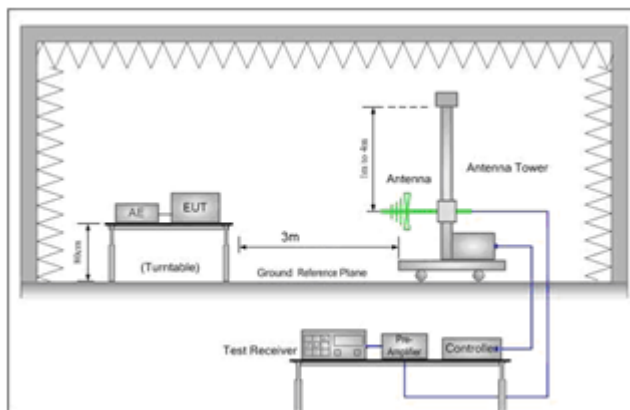 1m to 4m
Antenna
Antenna Tower
AE
EUT
80cm
(Turntable)
3m
Ground Reference Plane
Test Receiver
Pre-
Amplifier
Controller